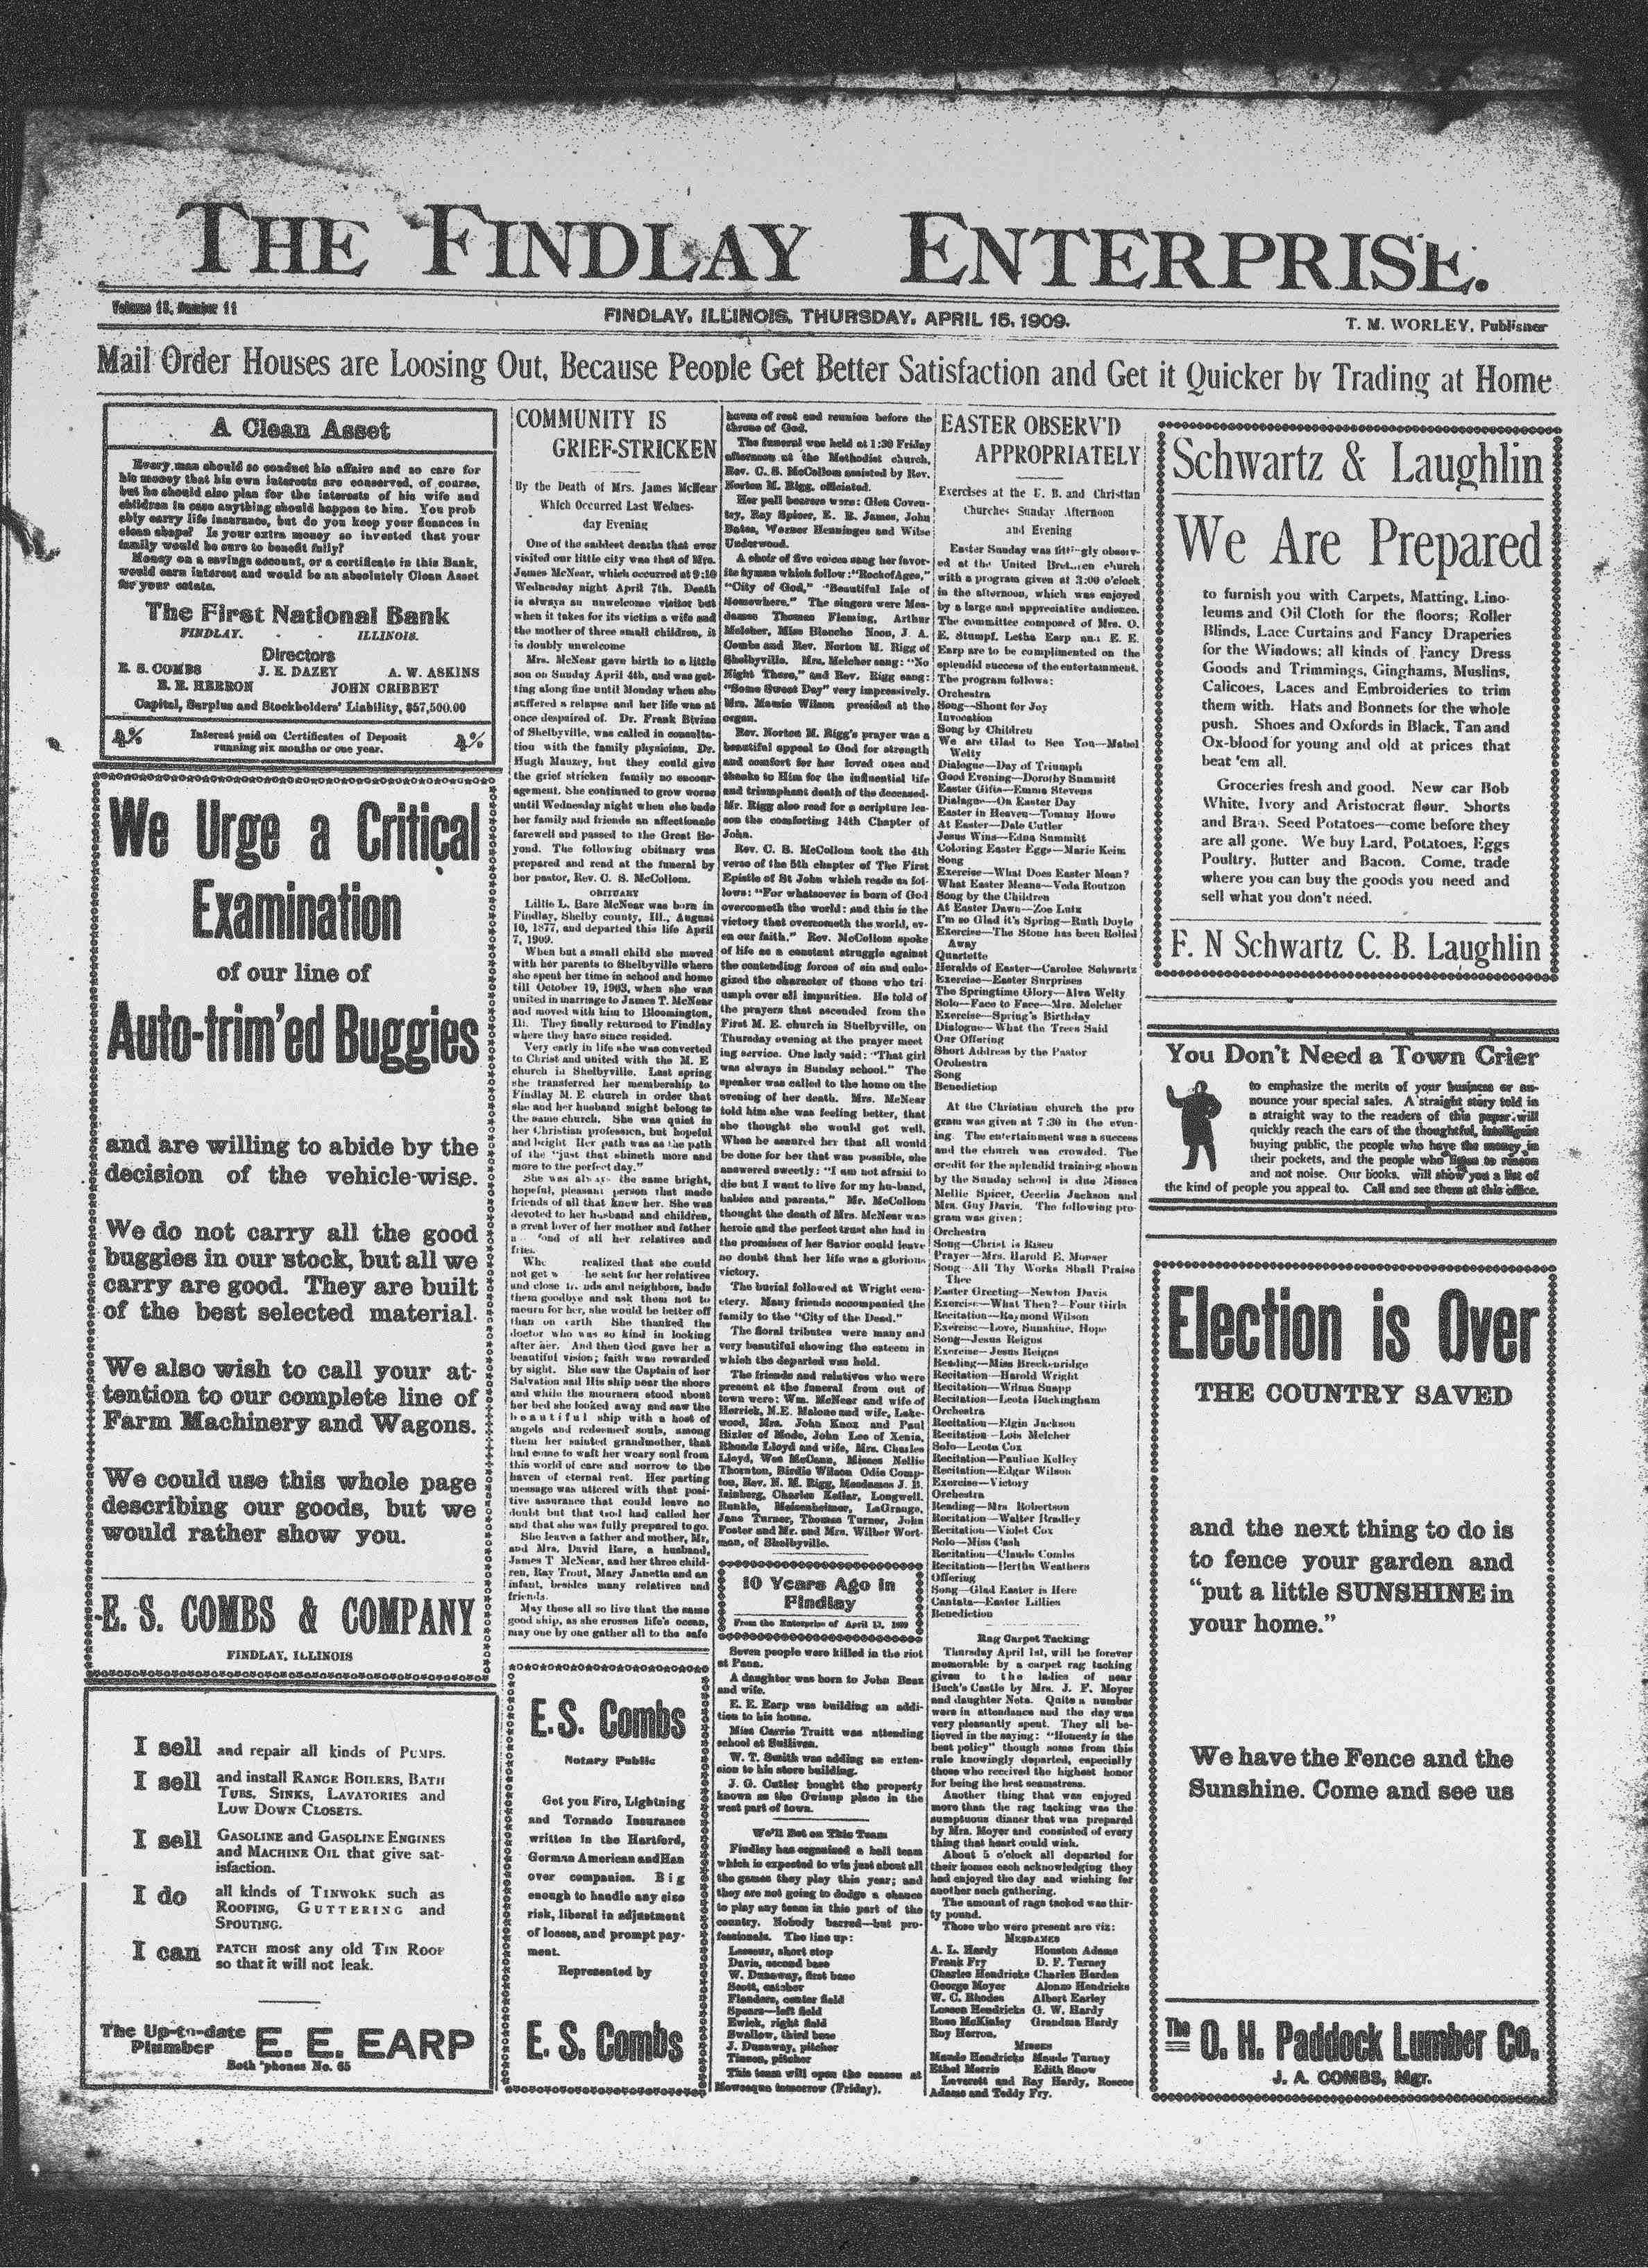 THE FINDLAY ENTERPRISE.
Volume 13, Number 11
FINDLAY, ILLINOIS, THURSDAY, APRIL 15, 1909.
T. M. WORLEY, Publisher
Mail Order Houses are Loosing Out, Because People Get Better Satisfaction and Get it Quicker by Trading at Home
A Clean Asset
Every man should so conduct his affairs and so care for
his money that his own interests are conserved, of course,
but he should also plan for the interests of his wife and
children in case anything should happen to him. You prob
ably carry life insurance, but do you keep your finances in
clean shape? Is your extra money so invested that your
family would be sure to benefit fully?
Money on a savings account, or a certificate in this Bank,
would earn interest and would be an absolutely Clean Asset
for your estate.
The First National Bank
FINDLAY. - - ILLINOIS.
Directors
E. S. COMBS J. E. DAZEY A. W. ASKINS
B. E. HERRON JOHN CRIBBET
Capital, Surplus and Stockholders' Liability, $57,500.00
4% Interest paid on Certificates of Deposit 4%
running six months or one year.
We Urge a Critical
Examination
of our line of
Auto-trim'ed Buggies
and are willing to abide by the
decision of the vehicle-wise.
We do not carry all the good
buggies in our stock, but all we
carry are good. They are built
of the best selected material.
We also wish to call your at-
tention to our complete line of
Farm Machinery and Wagons.
We could use this whole page
describing our goods, but we
would rather show you.
E. S. COMBS & COMPANY
FINDLAY, ILLINOIS
I sell and repair all kinds of PUMPS.
I sell and install RANGE BOILERS, BATH
TUBS, SINKS, LAVATORIES and
LOW DOWN CLOSETS.
I sell GASOLINE and GASOLINE ENGINES
and MACHINE OIL that give sat-
isfaction.
I do all kinds of TINWORK such as
ROOFING, GUTTERING and
SPOUTING.
I can PATCH most any old TIN ROOF
so that it will not leak.
The Up-to-date
Plumber E. E. EARP
Both 'phones No. 65
COMMUNITY IS
GRIEF-STRICKEN
By the Death of Mrs. James McNear
Which Occurred Last Wednes-
day Evening
One of the saddest deaths that ever
visited our little city was that of Mrs.
James McNear, which occurred at 9:10
Wednesday night April 7th. Death
is always an unwelcome visitor but
when it takes for its victim a wife and
the mother of three small children, it
is doubly unwelcome
Mrs. McNear gave birth to a little
son on Sunday April 4th, and was get-
ting along fine until Monday when she
suffered a relapse and her life was at
once despaired of. Dr. Frank Bivins
of Shelbyville, was called in consulta-
tion with the family physician, Dr.
Hugh Mauzey, but they could give
the grief stricken family no encour-
agement. She continued to grow worse
until Wednesday night when she bade
her family and friends an affectionate
farewell and passed to the Great Be-
yond. The following obituary was
prepared and read at the funeral by
her pastor, Rev. C. S. McCollom.
OBITUARY
Lillie L. Bare McNear was born in
Findlay, Shelby county, Ill., August
10, 1877, and departed this life April
7, 1909.
When but a small child she moved
with her parents to Shelbyville where
she spent her time in school and home
till October 19, 1903, when she was
united in marriage to James T. McNear
and moved with him to Bloomington,
Ill. They finally returned to Findlay
where they have since resided.
Very early in life she was converted
to Christ and united with the M. E
church in Shelbyville. Last spring
she transferred her membership to
Findlay M. E church in order that
she and her husband might belong to
the same church. She was quiet in
her Christian profession, but hopeful
and bright Her path was as the path
of the "just that shineth more and
more to the perfect day."
She was always the same bright,
hopeful, pleasant person that made
friends of all that knew her. She was
devoted to her husband and children,
a great lover of her mother and father
a fond of all her relatives and
realized that she could
not get w he sent for her relatives
and close nds and neighbors, bade
them goodbye and ask them not to
mourn for her, she would be better off
than on earth She thanked the
doctor who was so kind in looking
after her. And then God gave her a
beautiful vision; faith was rewarded
by sight. She saw the Captain of her
Salvation sail His ship near the shore
and while the mourners stood about
her bed she looked away and saw the
beautiful ship with a host of
angels and redeemed souls, among
them her sainted grandmother, that
had come to waft her weary soul from
this world of care and sorrow to the
haven of eternal rest. Her parting
message was uttered with that posi-
tive assurance that could leave no
doubt but that God had called her
and that she was fully prepared to go.
She leaves a father and mother, Mr,
and Mrs. David Bare, a husband,
James T McNear, and her three child-
ren, Ray Trout, Mary Janette and an
infant, besides many relatives and
friends.
May these all so live that the same
good ship, as she crosses life's ocean,
may one by one gather all to the safe
E. S. Combs
Notary Public
Get you Fire, Lightning
and Tornado Insurance
written in the Hartford,
German American and Han
over companies. Big
enough to handle any size
risk, liberal in adjustment
of losses, and prompt pay-
ment.
Represented by
E. S. Combs
haven of rest and reunion before the
throne of God.
The funeral was held at 1:30 Friday
afternoon at the Methodist church,
Rev. C. S. McCollom assisted by Rev.
Norton M. Rigg, officiated.
Her pall bearers were: Glen Coven-
try, Ray Spicer, E. B. James, John
Bates, Warner Henninges and Wilse
Underwood.
A choir of five voices sang her favor-
ite hymns which follow: "Rock of Ages,"
"City of God," "Beautiful Isle of
Somewhere." The singers were Mes-
dames Thomas Fleming, Arthur
Melcher, Miss Blanche Noon, J. A.
Combs and Rev. Norton M. Rigg of
Shelbyville. Mrs. Melcher sang: "No
Night There," and Rev. Rigg sang:
"Some Sweet Day" very impressively.
Mrs. Mamie Wilson presided at the
organ.
Rev. Norton M. Rigg's prayer was a
beautiful appeal to God for strength
and comfort for her loved ones and
thanks to Him for the influential life
and triumphant death of the deceased.
Mr. Rigg also read for a scripture les-
son the comforting 14th Chapter of
John.
Rev. C. S. McCollom took the 4th
verse of the 5th chapter of The First
Epistle of St John which reads as fol-
lows: "For whatsoever is born of God
overcometh the world: and this is the
victory that overcometh the world, ev-
en our faith." Rev. McCollom spoke
of life as a constant struggle against
the contending forces of sin and eulo-
gized the character of those who tri-
umph over all impurities. He told of
the prayers that ascended from the
First M. E. church in Shelbyville, on
Thursday evening at the prayer meet
ing service. One lady said: "That girl
was always in Sunday school." The
speaker was called to the home on the
evening of her death. Mrs. McNear
told him she was feeling better, that
she thought she would get well.
When he assured her that all would
be done for her that was possible, she
answered sweetly: "I am not afraid to
die but I want to live for my husband,
babies and parents." Mr. McCollom
thought the death of Mrs. McNear was
heroic and the perfect trust she had in
the promises of her Savior could leave
no doubt that her life was a glorious
victory.
The burial followed at Wright cem-
etery. Many friends accompanied the
family to the "City of the Dead."
The floral tributes were many and
very beautiful showing the esteem in
which the departed was held.
The friends and relatives who were
present at the funeral from out of
town were: Wm. McNear and wife of
Herrick, N.E. Malone and wife, Lake-
wood, Mrs. John Knox and Paul
Bixler of Mode, John Lee of Xenia,
Rhoads Lloyd and wife, Mrs. Charles
Lloyd, Wes McCann, Misses Nellie
Thornton, Birdie Wilson Odie Comp-
ton, Rev. N. M. Rigg, Mesdames J. B.
Isinberg, Charles Kellar, Longwell,
Runkle, Meisenheimer, LaGrange,
Jane Turner, Thomas Turner, John
Foster and Mr. and Mrs. Wilber Wort-
man, of Shelbyville.
10 Years Ago in
Findlay
From the Enterprise of April 13, 1899
Seven people were killed in the riot
at Pana.
A daughter was born to John Bean
and wife.
E. E. Earp was building an addi-
tion to his house.
Miss Carrie Truitt was attending
school at Sullivan.
W. T. Smith was adding an exten-
sion to his store building.
J. G. Cutler bought the property
known as the Gwinup place in the
west part of town.
We'll Bet on This Team
Findlay has organized a ball team
which is expected to win just about all
the games they play this year; and
they are not going to dodge a chance
to play any team in this part of the
country. Nobody barred—but pro-
fessionals. The line up:
short stop
Davis, second base
W. Dunaway, first base
Scott, catcher
Flenders, center field
Spears—left field
Ewick, right field
Swallow, third base
J. Dunaway, pitcher
Tinnea, pitcher
This team will open the season at
Moweaqua tomorrow (Friday).
EASTER OBSERV'D
APPROPRIATELY
Exercises at the U. B. and Christian
Churches Sunday Afternoon
and Evening
Easter Sunday was fittingly observ-
ed at the United Bret..en church
with a program given at 3:00 o'clock
in the afternoon, which was enjoyed
by a large and appreciative audience.
The committee composed of Mrs. O.
E. Stumpf, Letha Earp and E. E.
Earp are to be complimented on the
splendid success of the entertainment.
The program follows:
Orchestra
Song—Shout for Joy
Invocation
Song by Children
We are Glad to See You—Mabel
Welty
Dialogue—Day of Triumph
Good Evening—Dorothy Summitt
Easter Gifts—Emma Stevens
Dialogue—On Easter Day
Easter in Heaven—Tommy Howe
At Easter—Dale Cutler
Jesus Wins—Edna Summitt
Coloring Easter Eggs—Marie Keim
Song
Exercise—What Does Easter Mean?
What Easter Means—Veda Routzon
Song by the Children
At Easter Dawn—Zoe Lutz
I'm so Glad it's Spring—Ruth Doyle
Exercise—The Stone has been Rolled
Away
Quartette
Heralds of Easter—Carolee Schwartz
Exercise—Easter Surprises
The Springtime Glory—Alva Welty
Solo—Face to Face—Mrs. Melcher
Exercise—Spring's Birthday
Dialogue—What the Trees Said
Our Offering
Short Address by the Pastor
Orchestra
Song
Benediction
At the Christian church the pro
gram was given at 7:30 in the even-
ing. The entertainment was a success
and the church was crowded. The
credit for the splendid training shown
by the Sunday school is due Misses
Mellie Spicer, Cecelia Jackson and
Mrs. Guy Davis. The following pro-
gram was given:
Orchestra
Song—Christ is Risen
Prayer—Mrs. Harold E. Monser
Song—All Thy Works Shall Praise
Thee
Easter Greeting—Newton Davis
Exercise—What Then?—Four Girls
Recitation—Raymond Wilson
Exercise—Love, Sunshine, Hope
Song—Jesus Reigns
Exercise—Jesus Reigns
Reading—Miss Breckenridge
Recitation—Harold Wright
Recitation—Wilma Snapp
Recitation—Leota Buckingham
Orchestra
Recitation—Elgin Jackson
Recitation—Lois Melcher
Solo—Leota Cox
Recitation—Pauline Kelley
Recitation—Edgar Wilson
Exercise—Victory
Orchestra
Reading—Mrs Robertson
Recitation—Walter Bradley
Recitation—Violet Cox
Solo—Miss Cash
Recitation—Claude Combs
Recitation—Bertha Weathers
Offering
Song—Glad Easter is Here
Cantata—Easter Lillies
Benediction
Rag Carpet Tacking
Thursday April 1st, will be forever
memorable by a carpet rag tacking
given to the ladies of near
Buck's Castle by Mrs. J. F. Moyer
and daughter Neta. Quite a number
were in attendance and the day was
very pleasantly spent. They all be-
lieved in the saying: "Honesty is the
best policy" though some from this
rule knowingly departed, especially
those who received the highest honor
for being the best seamstress.
Another thing that was enjoyed
more than the rag tacking was the
sumptuous dinner that was prepared
by Mrs. Moyer and consisted of every
thing that heart could wish.
About 5 o'clock all departed for
their homes each acknowledging they
had enjoyed the day and wishing for
another such gathering.
The amount of rags tacked was thir-
ty pound.
Those who were present are viz:
MESDAMES
A. L. Hardy Houston Adams
Frank Fry D. F. Turney
Charles Hendricks Charles Harden
George Moyer Alonzo Hendricks
W. C. Rhodes Albert Earley
Lossen Hendricks G. W. Hardy
Rose McKinley Grandma Hardy
Roy Herron.
MISSES
Maude Hendricks Maude Turney
Ethel Morris Edith Snow
Leverett and Ray Hardy, Roscoe
Adams and Teddy Fry.
Schwartz & Laughlin
We Are Prepared
to furnish you with Carpets, Matting, Lino-
leums and Oil Cloth for the floors; Roller
Blinds, Lace Curtains and Fancy Draperies
for the Windows; all kinds of Fancy Dress
Goods and Trimmings, Ginghams, Muslins,
Calicoes, Laces and Embroideries to trim
them with. Hats and Bonnets for the whole
push. Shoes and Oxfords in Black, Tan and
Ox-blood for young and old at prices that
beat 'em all.
Groceries fresh and good. New car Bob
White, Ivory and Aristocrat flour. Shorts
and Bran. Seed Potatoes—come before they
are all gone. We buy Lard, Potatoes, Eggs
Poultry, Butter and Bacon. Come, trade
where you can buy the goods you need and
sell what you don't need.
F. N Schwartz C. B. Laughlin
You Don't Need a Town Crier
to emphasize the merits of your business or an-
nounce your special sales. A straight story told in
a straight way to the readers of this paper will
quickly reach the ears of the thoughtful, intelligent
buying public, the people who have the money in
their pockets, and the people who listen to reason
and not noise. Our books will show you a list of
the kind of people you appeal to. Call and see them at this office.
Election is Over
THE COUNTRY SAVED
and the next thing to do is
to fence your garden and
"put a little SUNSHINE in
your home."
We have the Fence and the
Sunshine. Come and see us
The O. H. Paddock Lumber Co.
J. A. COMBS, Mgr.